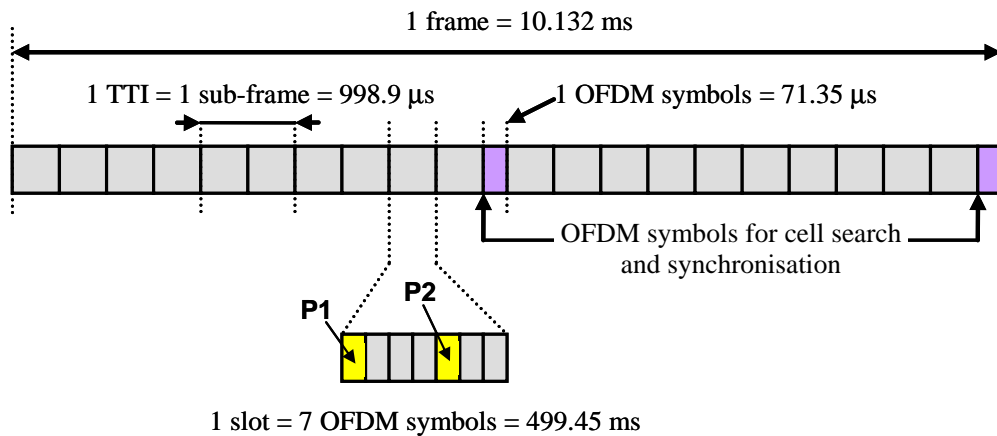 1 frame = 10.132 ms
1 TTI = 1 sub-frame = 998.9 μs
1 OFDM symbols = 71.35 μs
OFDM symbols for cell search
and synchronisation
P1
P2
1 slot = 7 OFDM symbols = 499.45 ms